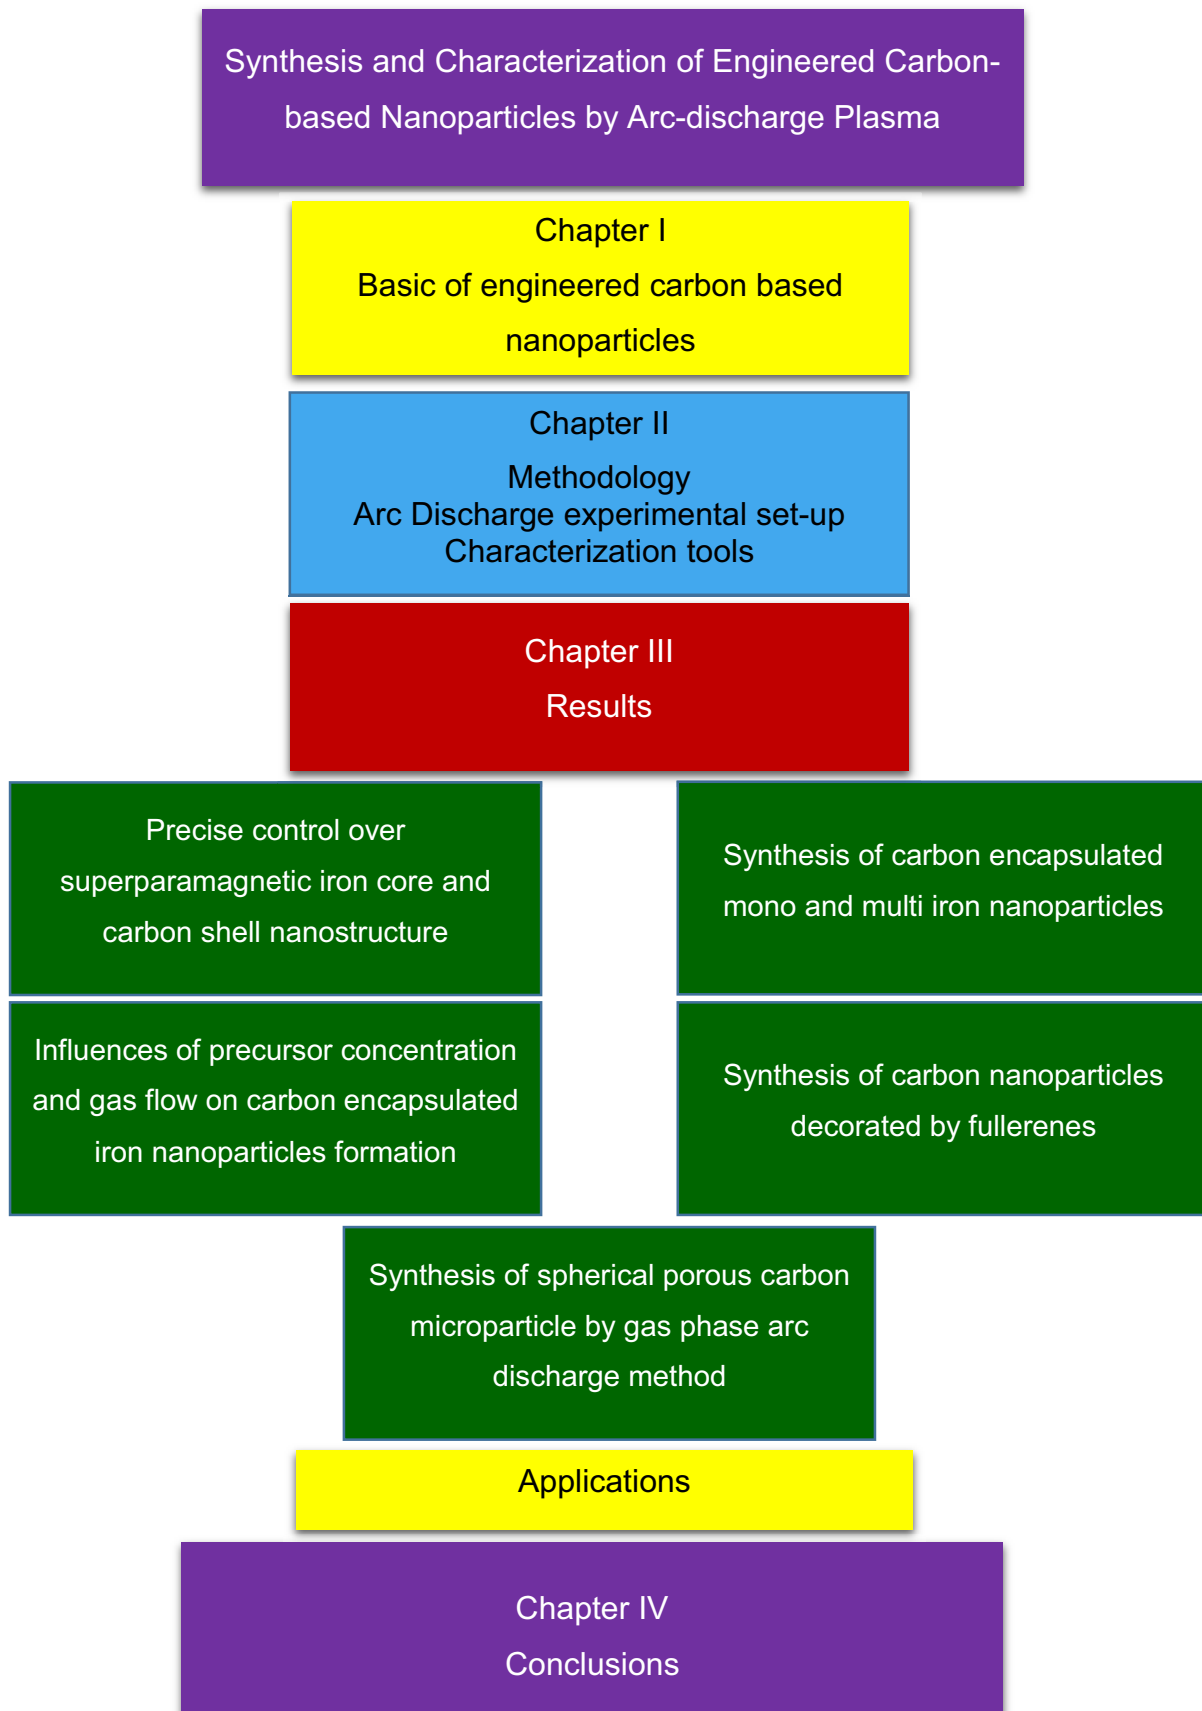 Synthesis and Characterization of Engineered Carbon-
based Nanoparticles by Arc-discharge Plasma
Chapter I
Basic of engineered carbon based
nanoparticles
Chapter II
Methodology
Arc Discharge experimental set-up
Characterization tools
Chapter III
Results
Precise control over
superparamagnetic iron core and
carbon shell nanostructure
Synthesis of carbon encapsulated
mono and multi iron nanoparticles
Influences of precursor concentration
and gas flow on carbon encapsulated
iron nanoparticles formation
Synthesis of carbon nanoparticles
decorated by fullerenes
Synthesis of spherical porous carbon
microparticle by gas phase arc
discharge method
Applications
Chapter IV
Conclusions